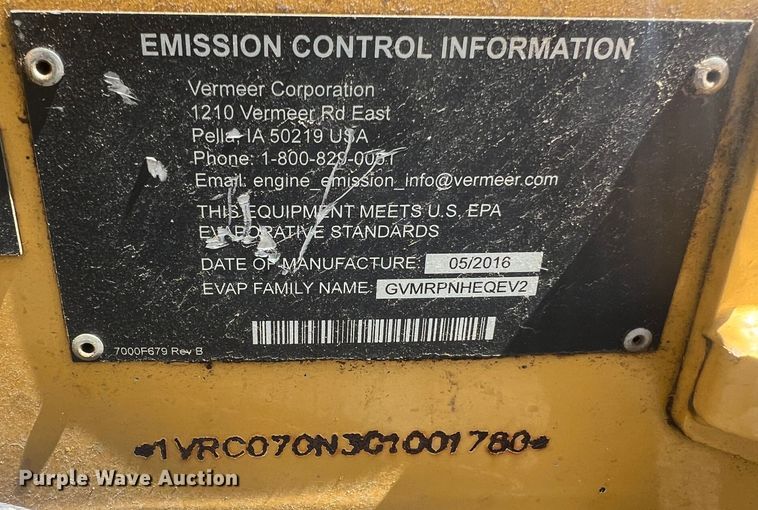 EMISSION CONTROL INFORMATION
Vermeer Corporation
1210 Vermeer Rd East
Pella, IA 50219 USA
Phone: 1-800-829-0051
Email: engine_emission_info@vermeer.com
THIS EQUIPMENT MEETS U.S. EPA
EVAPORATIVE STANDARDS
DATE OF MANUFACTURE: 05/2016
EVAP FAMILY NAME: GVMRPNHEQEV2
7000F679 Rev B
*1VRC070N3G1001780*
Purple Wave Auction